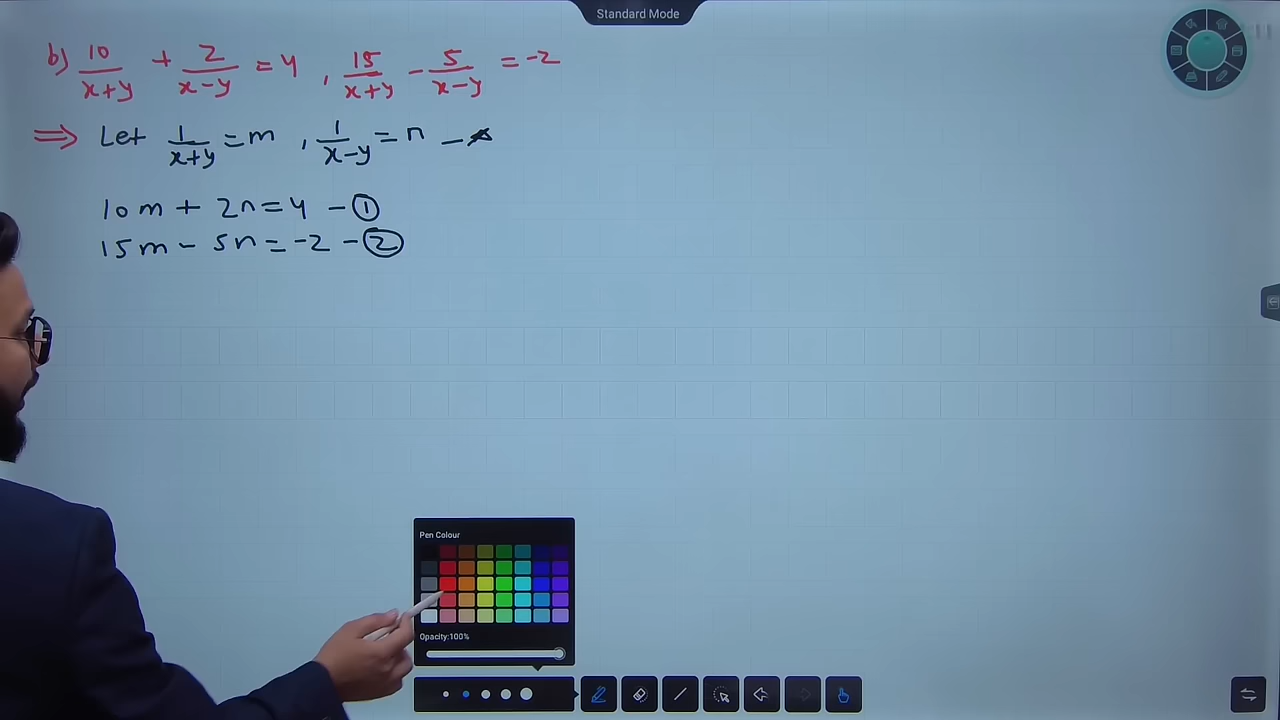 Standard Mode
b) 10/(x+y) + 2/(x-y) = 4 , 15/(x+y) - 5/(x-y) = -2
⇒ Let 1/(x+y) = m , 1/(x-y) = n -
10m + 2n = 4 - ①
15m - 5n = -2 - ②
Pen Colour
Opacity:100%